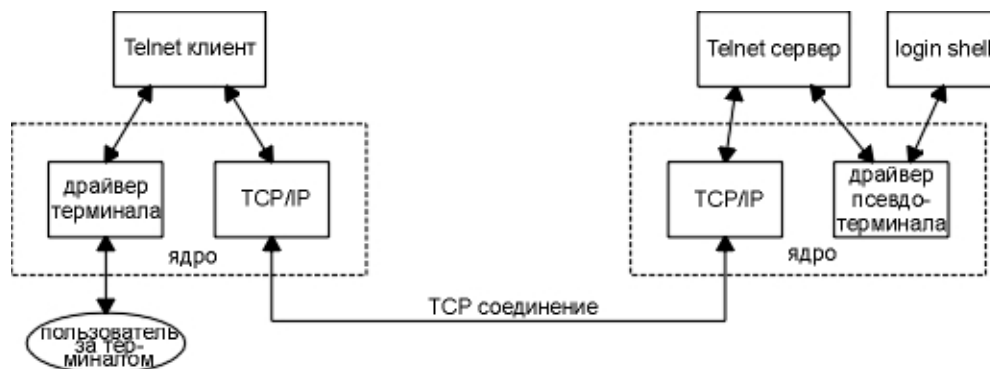 Telnet клиент
Telnet сервер
login shell
драйвер
терминала
TCP/IP
ядро
TCP/IP
драйвер
псевдо-
терминала
ядро
TCP соединение
пользователь
за тер-
миналом